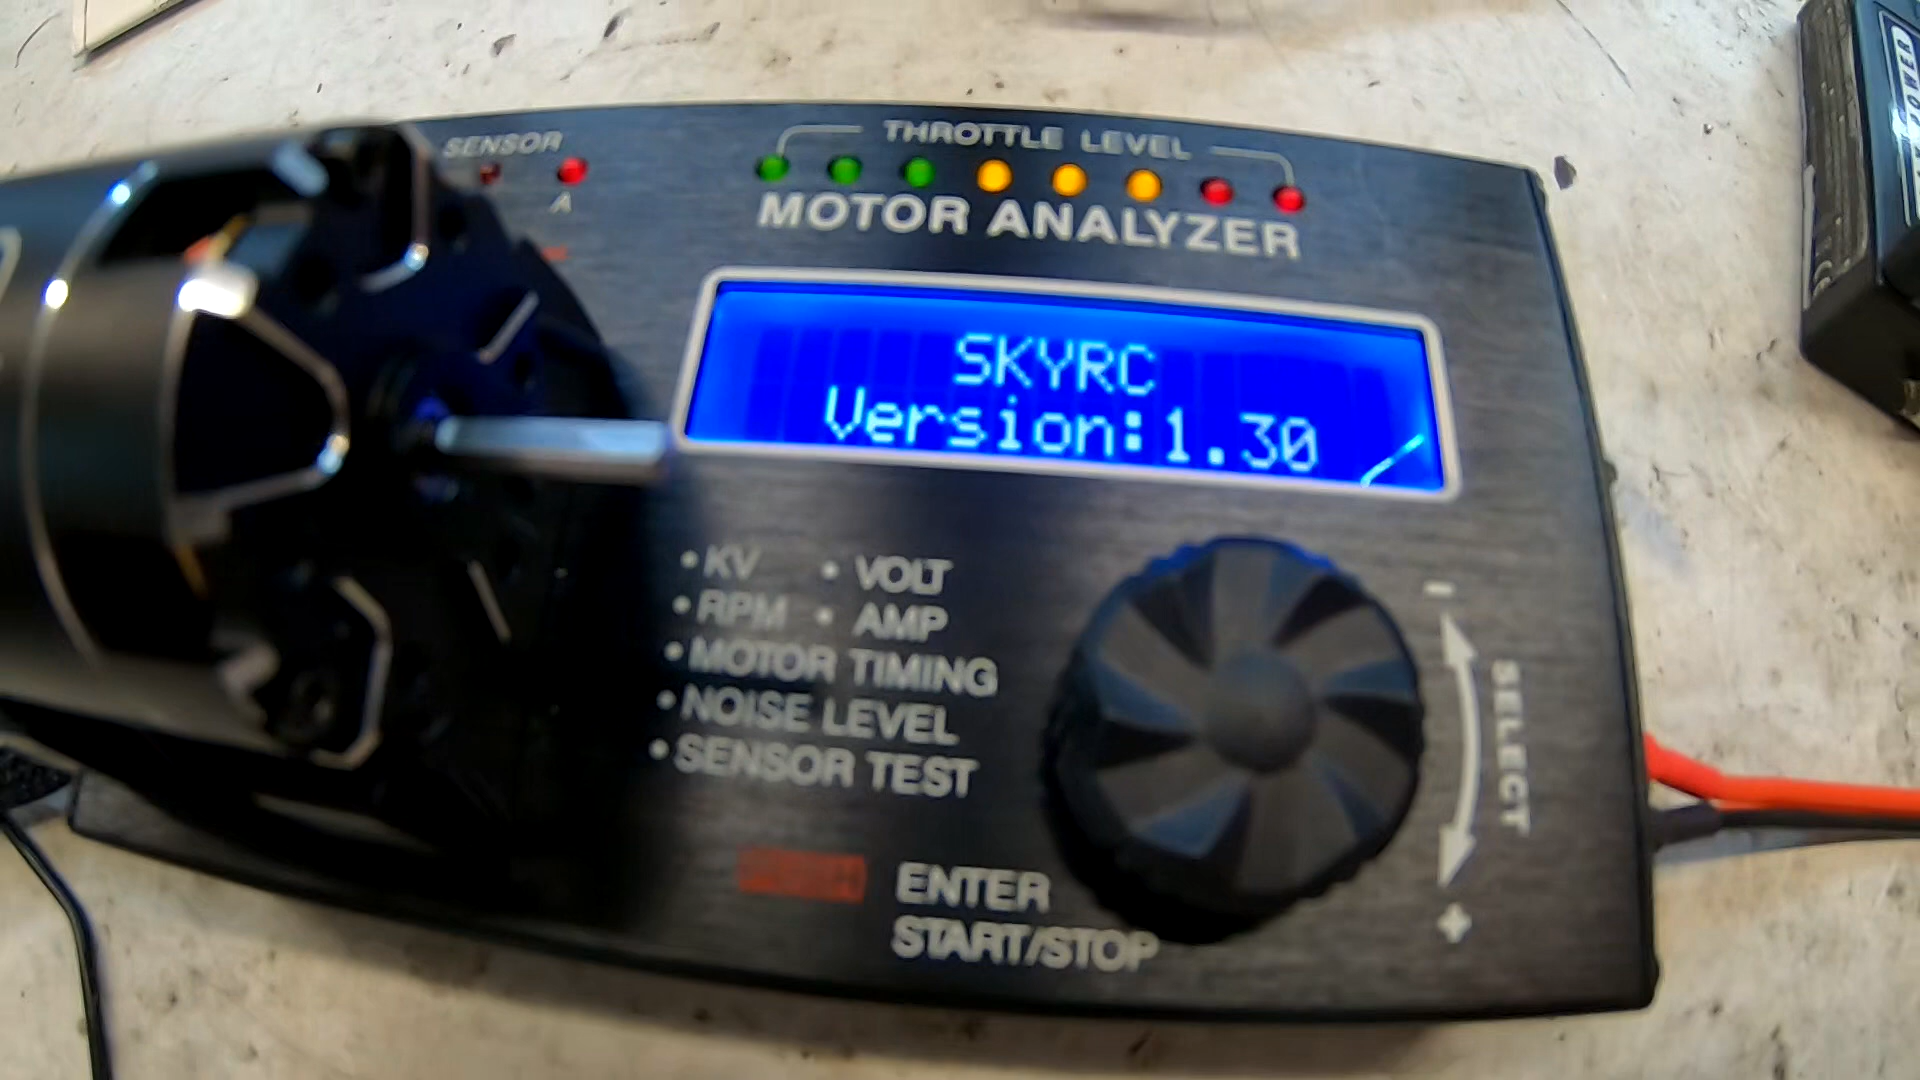 SENSOR
A
THROTTLE LEVEL
MOTOR ANALYZER
SKYRC
Version:1.30
• KV • VOLT
• RPM • AMP
• MOTOR TIMING
• NOISE LEVEL
• SENSOR TEST
ENTER
START/STOP
SELECT
POWER